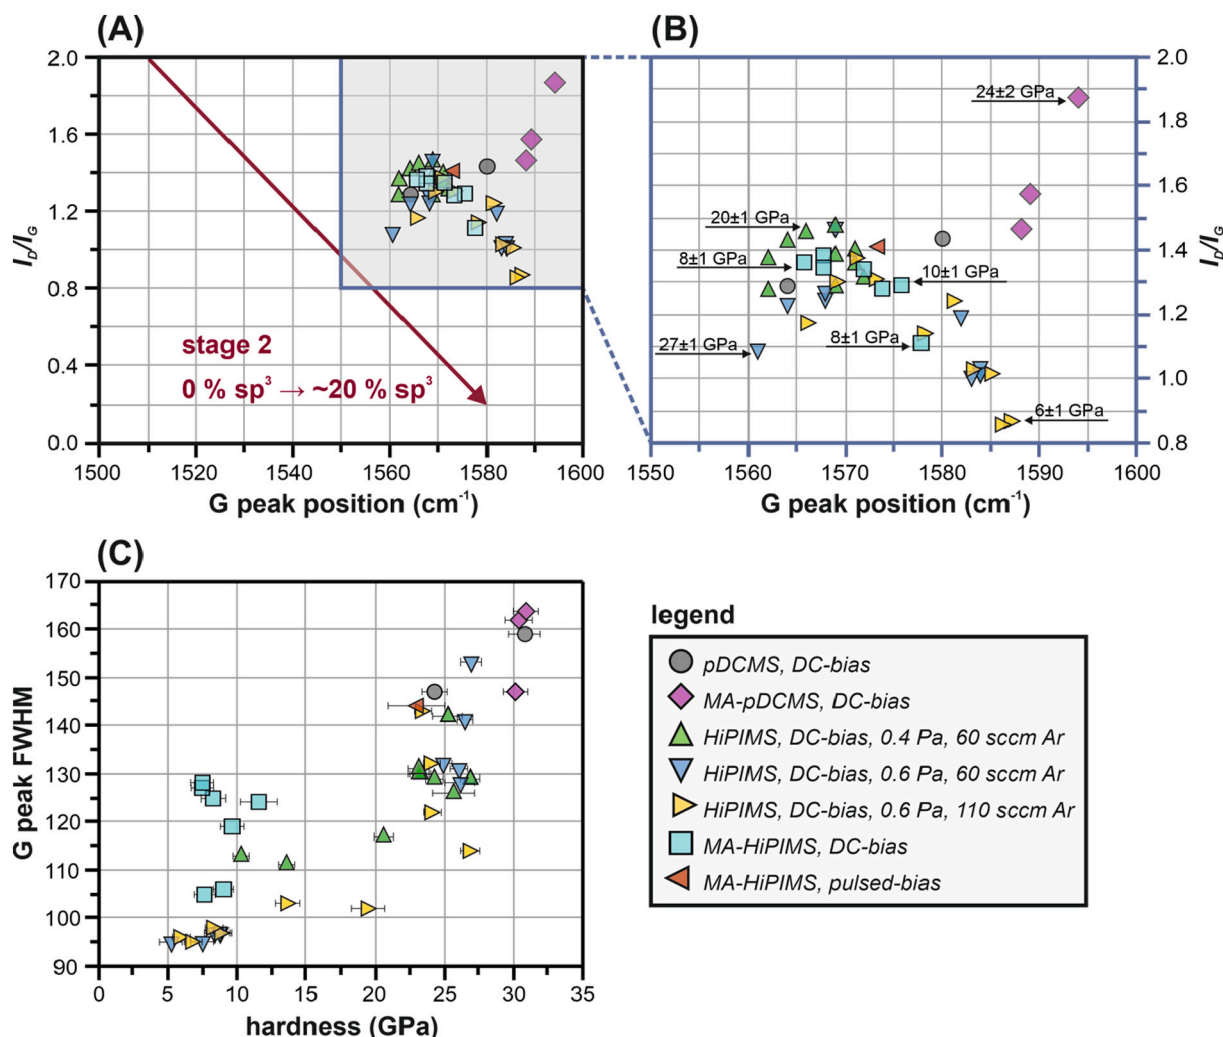 (A)
2.0
1.6
1.2
0.8
0.4
0.0
I_D/I_G
stage 2
0 % sp³ → ~20 % sp³
1500 1520 1540 1560 1580 1600
G peak position (cm⁻¹)
(B)
24±2 GPa
20±1 GPa
8±1 GPa
10±1 GPa
27±1 GPa
8±1 GPa
6±1 GPa
2.0
1.8
1.6
1.4
1.2
1.0
0.8
I_D/I_G
1550 1560 1570 1580 1590 1600
G peak position (cm⁻¹)
(C)
170
160
150
140
130
120
110
100
90
G peak FWHM
0 5 10 15 20 25 30 35
hardness (GPa)
legend
pDCMS, DC-bias
MA-pDCMS, DC-bias
HiPIMS, DC-bias, 0.4 Pa, 60 sccm Ar
HiPIMS, DC-bias, 0.6 Pa, 60 sccm Ar
HiPIMS, DC-bias, 0.6 Pa, 110 sccm Ar
MA-HiPIMS, DC-bias
MA-HiPIMS, pulsed-bias